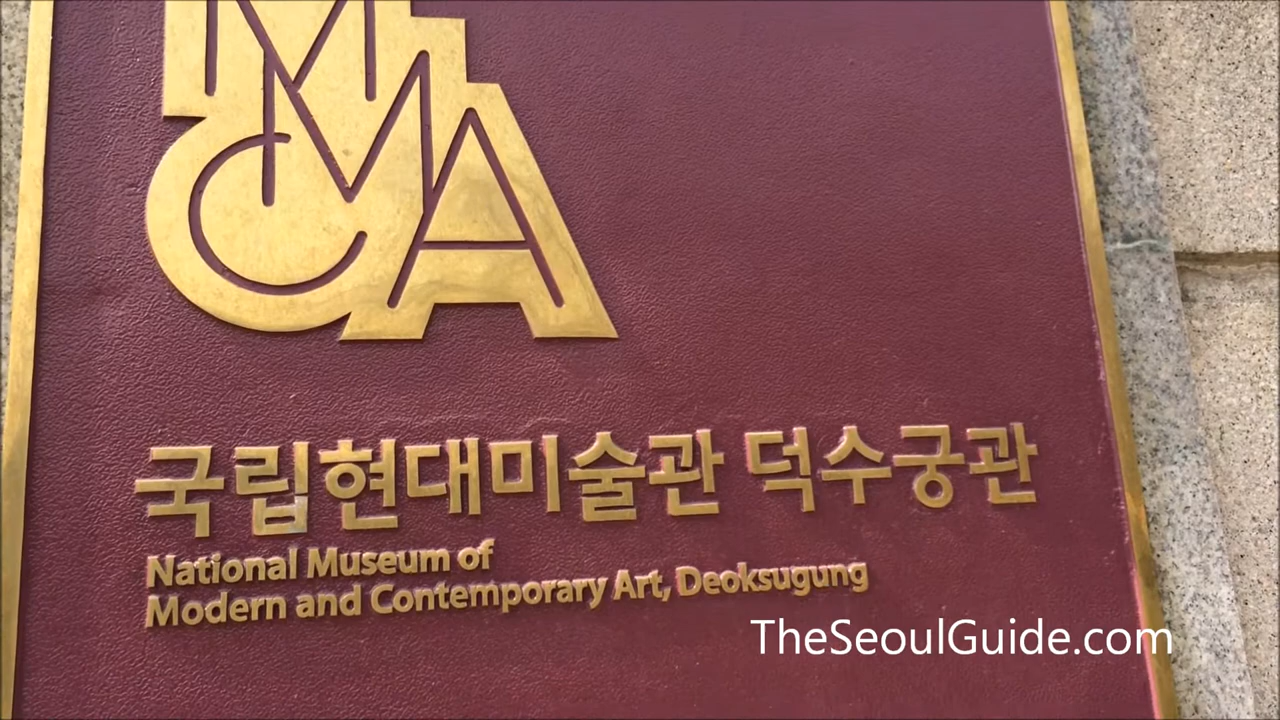 MMCA
국립현대미술관 덕수궁관
National Museum of
Modern and Contemporary Art, Deoksugung
TheSeoulGuide.com